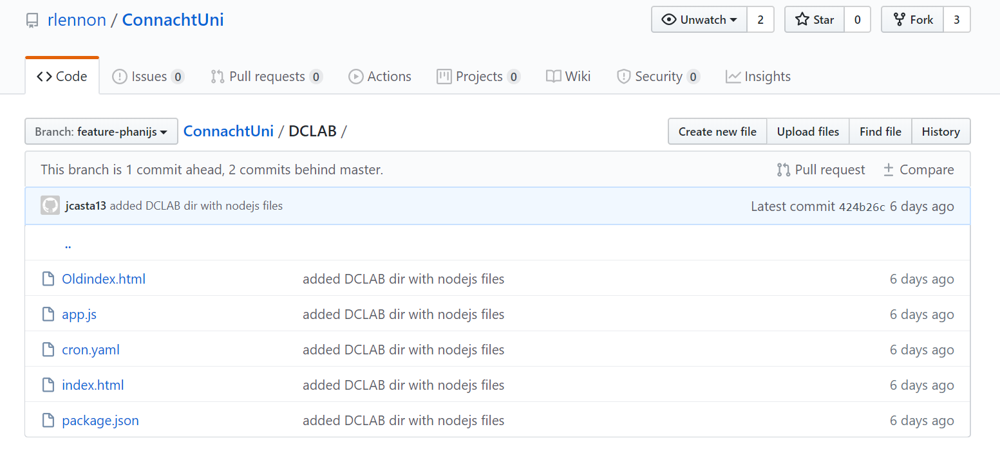 rlennon / ConnachtUni Unwatch 2 Star 0 Fork 3
Code Issues 0 Pull requests 0 Actions Projects 0 Wiki Security 0 Insights
Branch: feature-phanijs ConnachtUni / DCLAB / Create new file Upload files Find file History
This branch is 1 commit ahead, 2 commits behind master. Pull request Compare
jcasta13 added DCLAB dir with nodejs files Latest commit 424b26c 6 days ago
..
Oldindex.html added DCLAB dir with nodejs files 6 days ago
app.js added DCLAB dir with nodejs files 6 days ago
cron.yaml added DCLAB dir with nodejs files 6 days ago
index.html added DCLAB dir with nodejs files 6 days ago
package.json added DCLAB dir with nodejs files 6 days ago